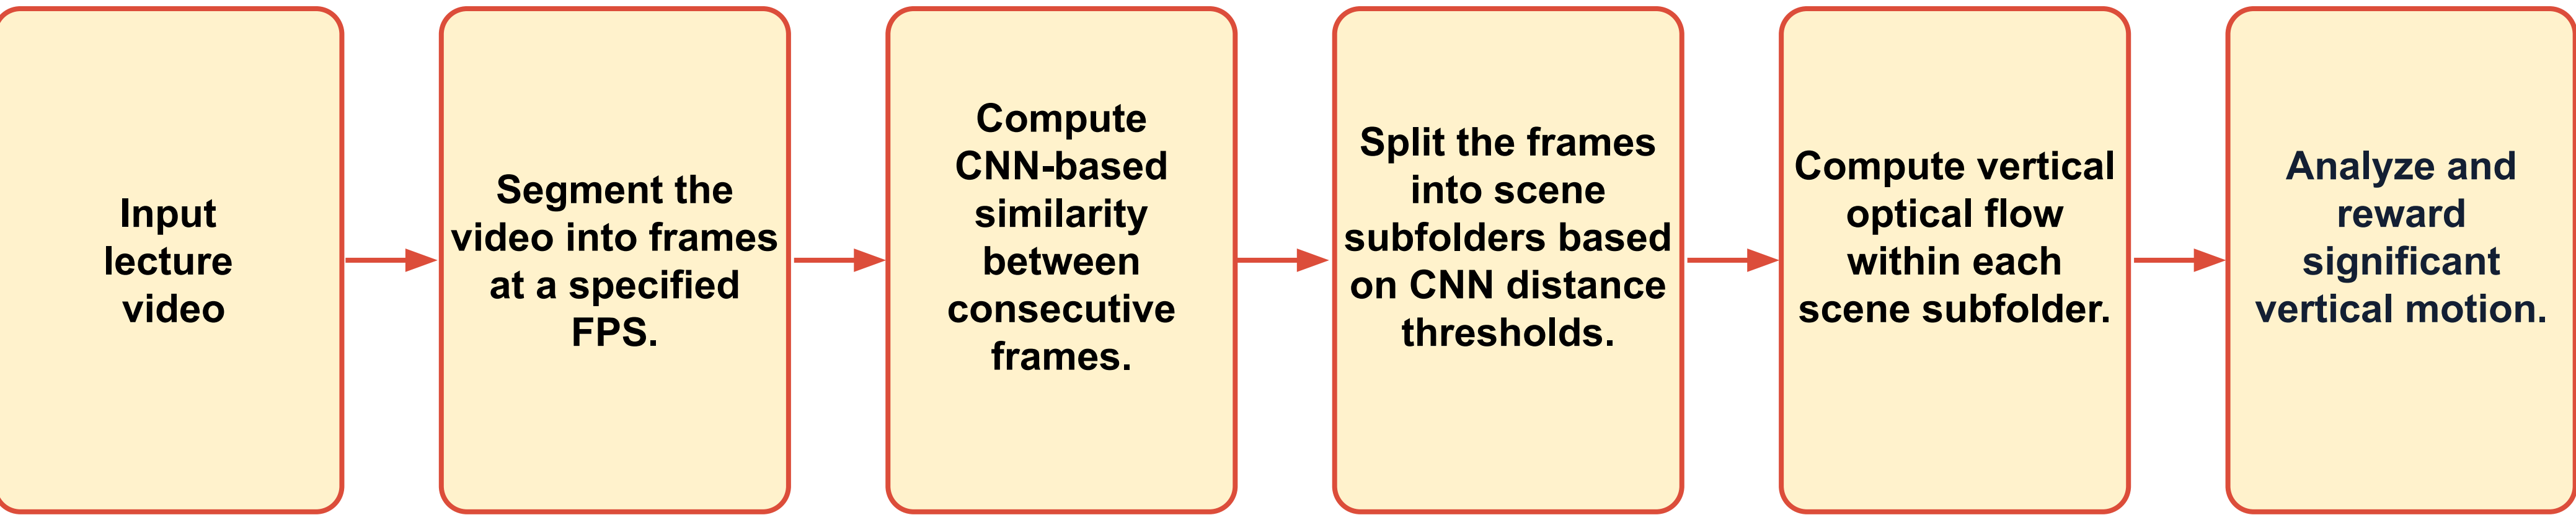 Input
lecture
video
Segment the
video into frames
at a specified
FPS.
Compute
CNN-based
similarity
between
consecutive
frames.
Split the frames
into scene
subfolders based
on CNN distance
thresholds.
Compute vertical
optical flow
within each
scene subfolder.
Analyze and
reward
significant
vertical motion.